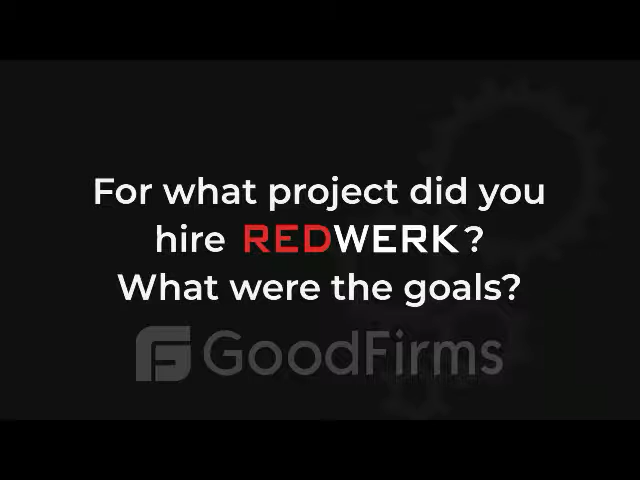 For what project did you
hire REDWERK?
What were the goals?
GoodFirms